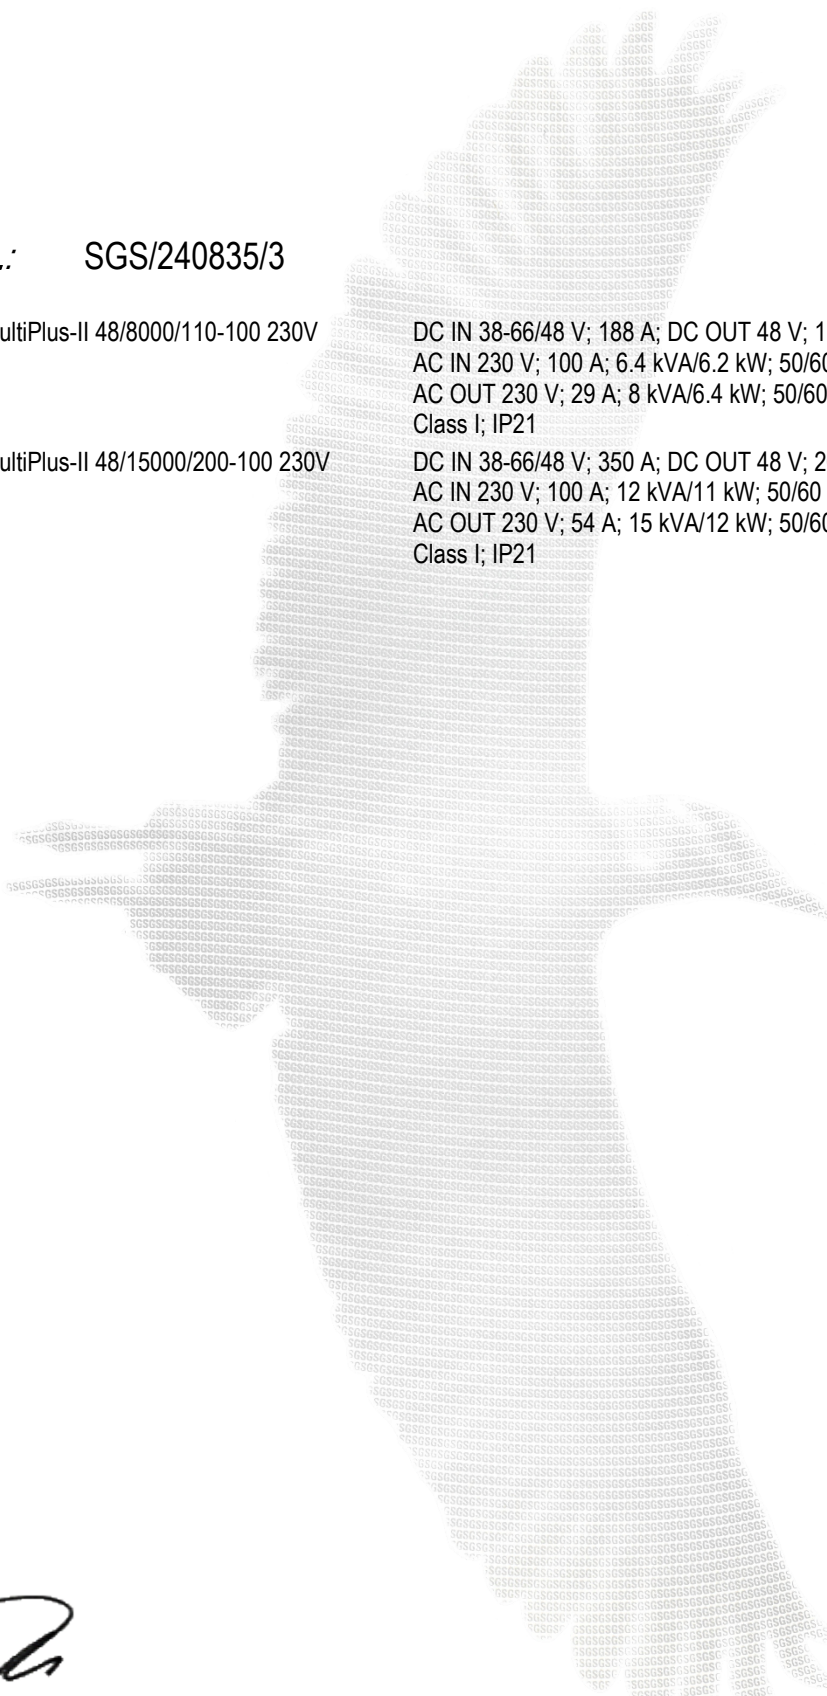 .: SGS/240835/3
ultiPlus-II 48/8000/110-100 230V DC IN 38-66/48 V; 188 A; DC OUT 48 V; 1
AC IN 230 V; 100 A; 6.4 kVA/6.2 kW; 50/60
AC OUT 230 V; 29 A; 8 kVA/6.4 kW; 50/60
Class I; IP21
ultiPlus-II 48/15000/200-100 230V DC IN 38-66/48 V; 350 A; DC OUT 48 V; 2
AC IN 230 V; 100 A; 12 kVA/11 kW; 50/60
AC OUT 230 V; 54 A; 15 kVA/12 kW; 50/60
Class I; IP21